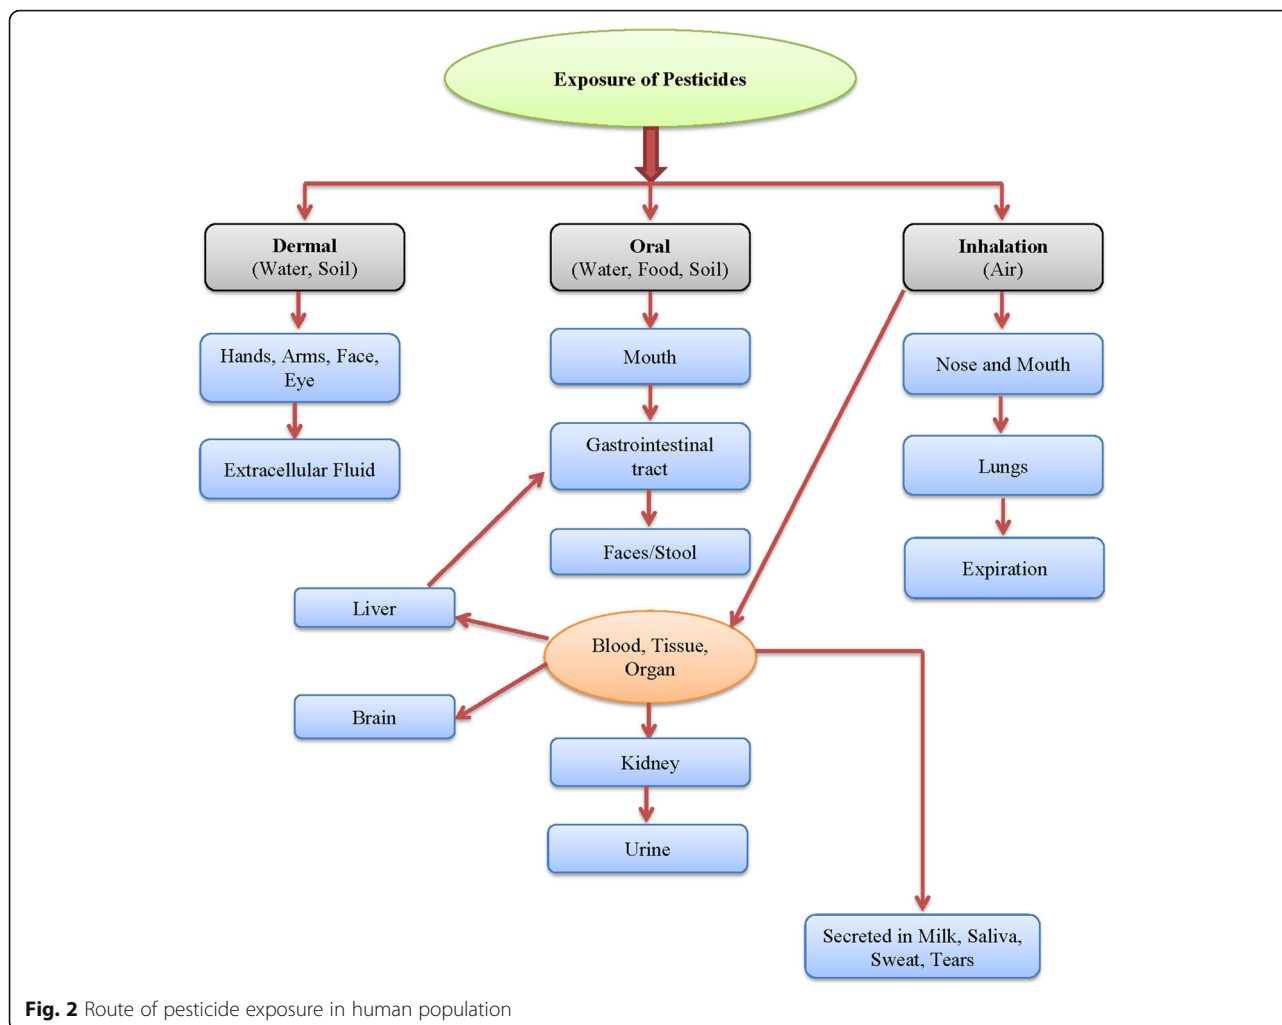 Exposure of Pesticides
Dermal
(Water, Soil)
Oral
(Water, Food, Soil)
Inhalation
(Air)
Hands, Arms, Face,
Eye
Mouth
Nose and Mouth
Extracellular Fluid
Gastrointestinal
tract
Lungs
Faces/Stool
Expiration
Liver
Blood, Tissue,
Organ
Brain
Kidney
Urine
Secreted in Milk, Saliva,
Sweat, Tears
Fig. 2 Route of pesticide exposure in human population